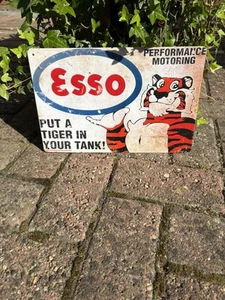 Esso
PERFORMANCE
MOTORING
PUT A
TIGER IN
YOUR TANK!